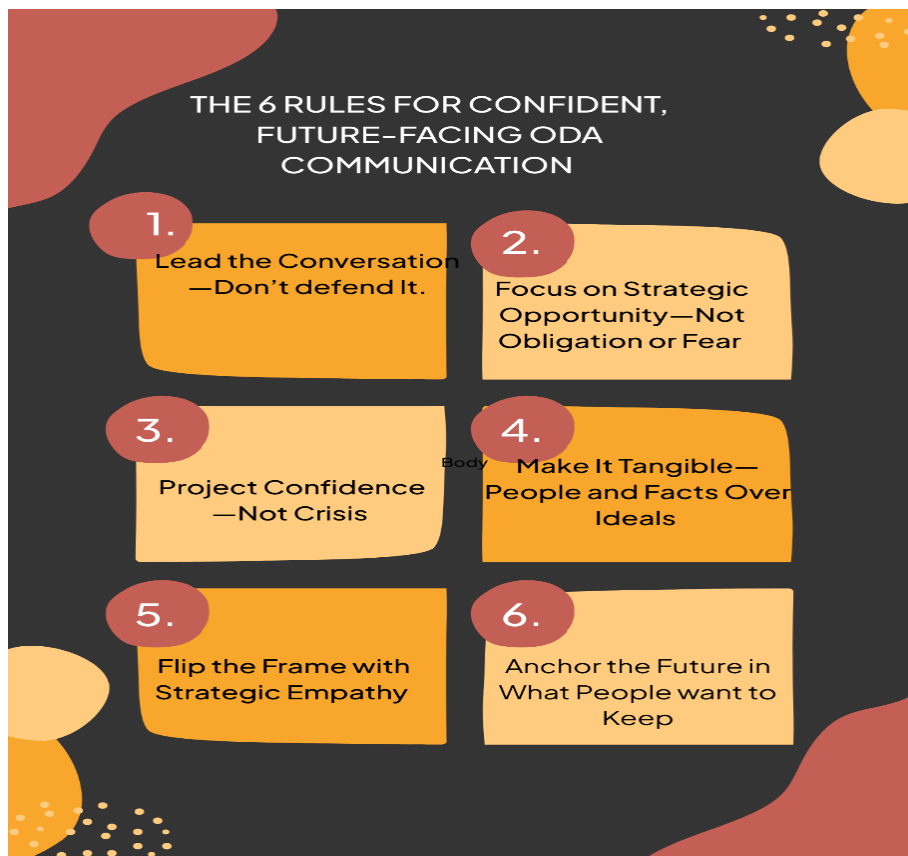 THE 6 RULES FOR CONFIDENT,
FUTURE-FACING ODA
COMMUNICATION
1.
Lead the Conversation
—Don't defend It.
2.
Focus on Strategic
Opportunity—Not
Obligation or Fear
3.
Project Confidence
—Not Crisis
4.
Body
Make It Tangible—
People and Facts Over
Ideals
5.
Flip the Frame with
Strategic Empathy
6.
Anchor the Future in
What People want to
Keep